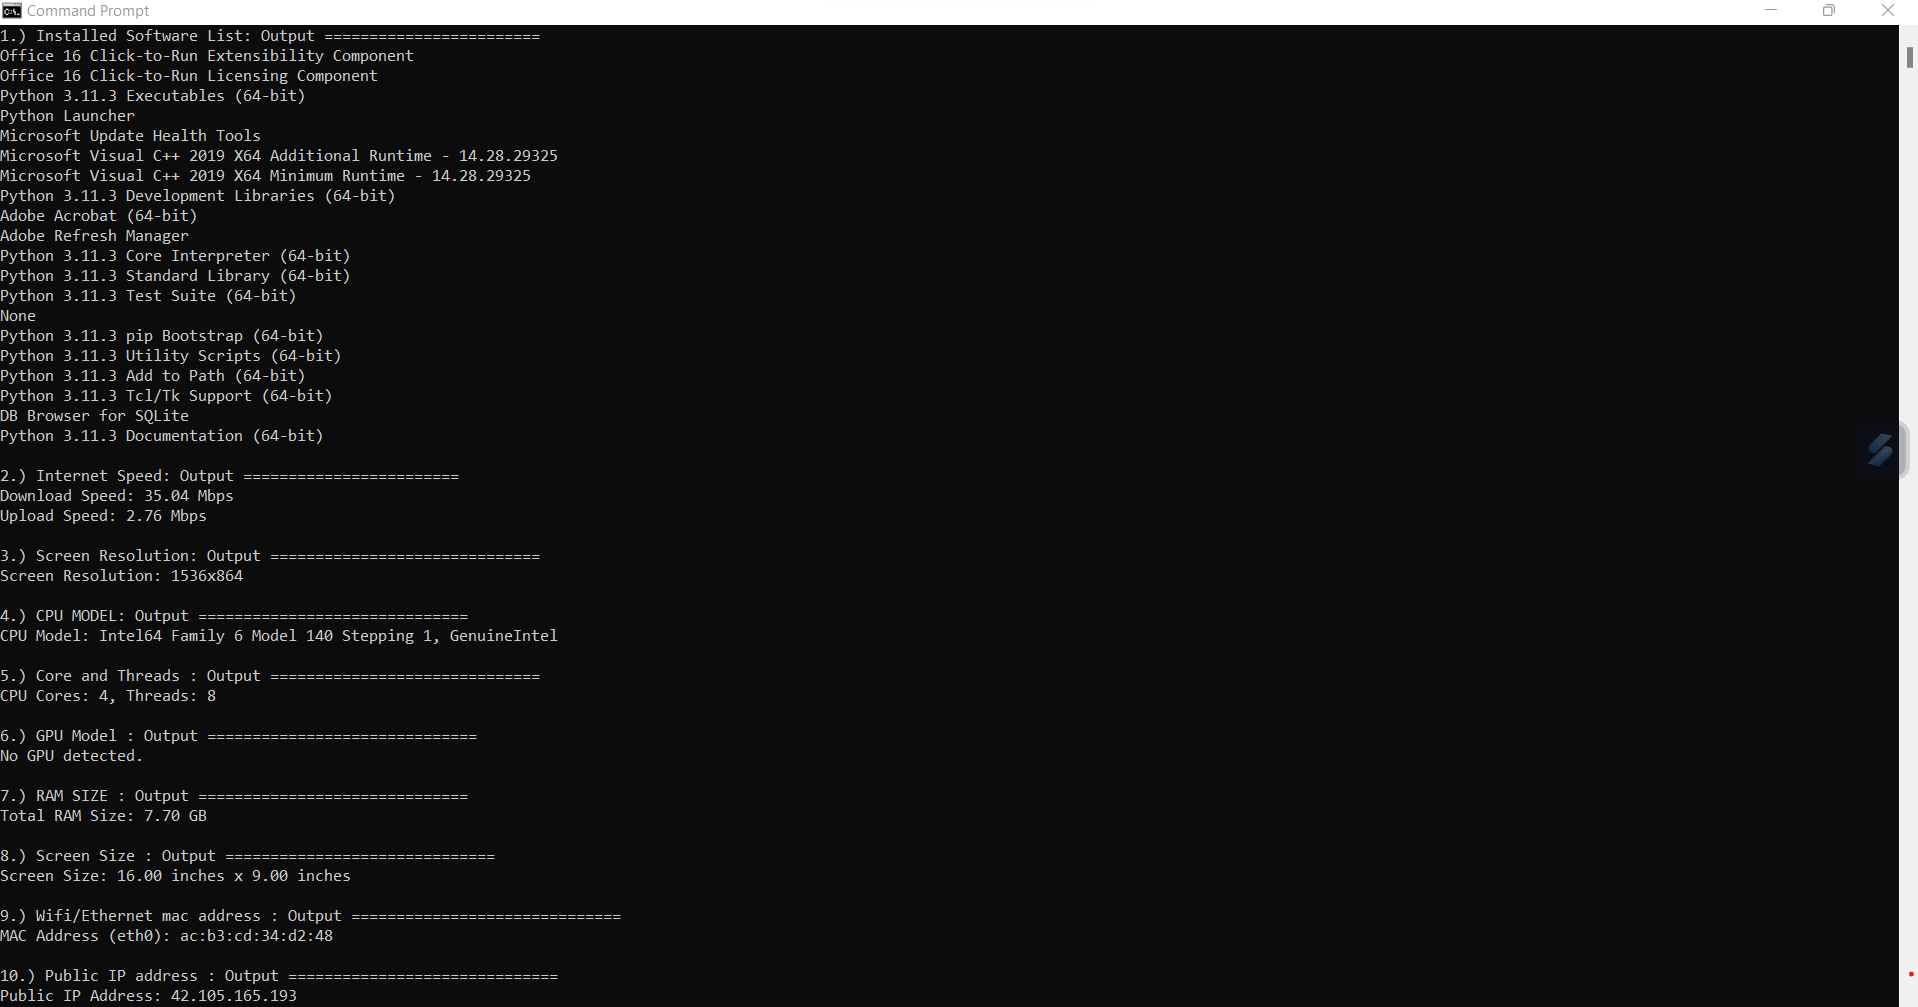 Command Prompt
1.) Installed Software List: Output ========================
Office 16 Click-to-Run Extensibility Component
Office 16 Click-to-Run Licensing Component
Python 3.11.3 Executables (64-bit)
Python Launcher
Microsoft Update Health Tools
Microsoft Visual C++ 2019 X64 Additional Runtime - 14.28.29325
Microsoft Visual C++ 2019 X64 Minimum Runtime - 14.28.29325
Python 3.11.3 Development Libraries (64-bit)
Adobe Acrobat (64-bit)
Adobe Refresh Manager
Python 3.11.3 Core Interpreter (64-bit)
Python 3.11.3 Standard Library (64-bit)
Python 3.11.3 Test Suite (64-bit)
None
Python 3.11.3 pip Bootstrap (64-bit)
Python 3.11.3 Utility Scripts (64-bit)
Python 3.11.3 Add to Path (64-bit)
Python 3.11.3 Tcl/Tk Support (64-bit)
DB Browser for SQLite
Python 3.11.3 Documentation (64-bit)
2.) Internet Speed: Output ========================
Download Speed: 35.04 Mbps
Upload Speed: 2.76 Mbps
3.) Screen Resolution: Output ==============================
Screen Resolution: 1536x864
4.) CPU MODEL: Output ==============================
CPU Model: Intel64 Family 6 Model 140 Stepping 1, GenuineIntel
5.) Core and Threads : Output ==============================
CPU Cores: 4, Threads: 8
6.) GPU Model : Output ==============================
No GPU detected.
7.) RAM SIZE : Output ==============================
Total RAM Size: 7.70 GB
8.) Screen Size : Output ==============================
Screen Size: 16.00 inches x 9.00 inches
9.) Wifi/Ethernet mac address : Output ==============================
MAC Address (eth0): ac:b3:cd:34:d2:48
10.) Public IP address : Output ==============================
Public IP Address: 42.105.165.193